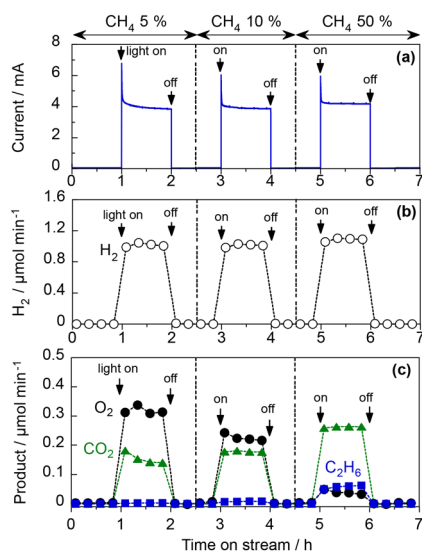 CH4 5 % CH4 10 % CH4 50 %
8 light on on on (a)
6 off off off
4
2
0
Current / mA
0 1 2 3 4 5 6 7
1.8 (b)
light on off on off on off
1.2
H2
0.6
0
H2 / μmol min−1
0 1 2 3 4 5 6 7
0.5 (c)
light on off on off on off
0.4
O2
0.3
CO2 C2H6
0.2
0.1
0
Product / μmol min−1
0 1 2 3 4 5 6 7
Time on stream / h